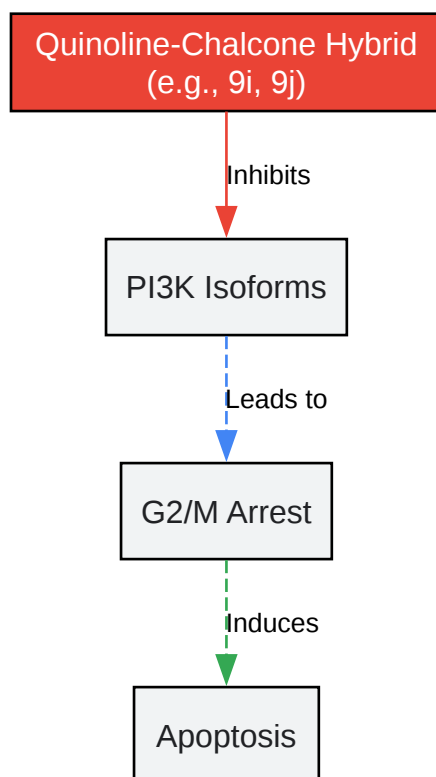 Quinoline-Chalcone Hybrid
(e.g., 9i, 9j)
Inhibits
PI3K Isoforms
Leads to
G2/M Arrest
Induces
Apoptosis